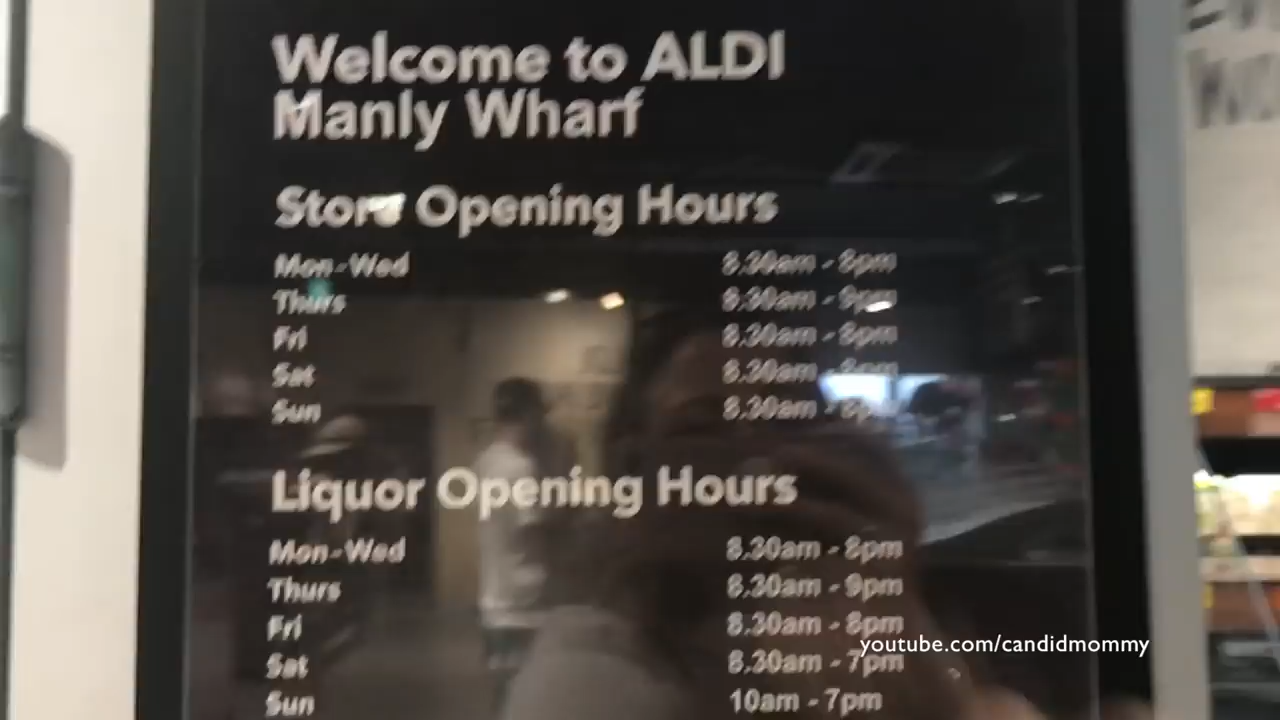 Welcome to ALDI
Manly Wharf
Store Opening Hours
Mon-Wed 8.30am - 8pm
Thurs 8.30am - 9pm
Fri 8.30am - 8pm
Sat 8.30am - 8pm
Sun 8.30am - 8pm
Liquor Opening Hours
Mon-Wed 8.30am - 8pm
Thurs 8.30am - 9pm
Fri 8.30am - 8pm
Sat 8.30am - 7pm
Sun 10am - 7pm
youtube.com/candidmommy